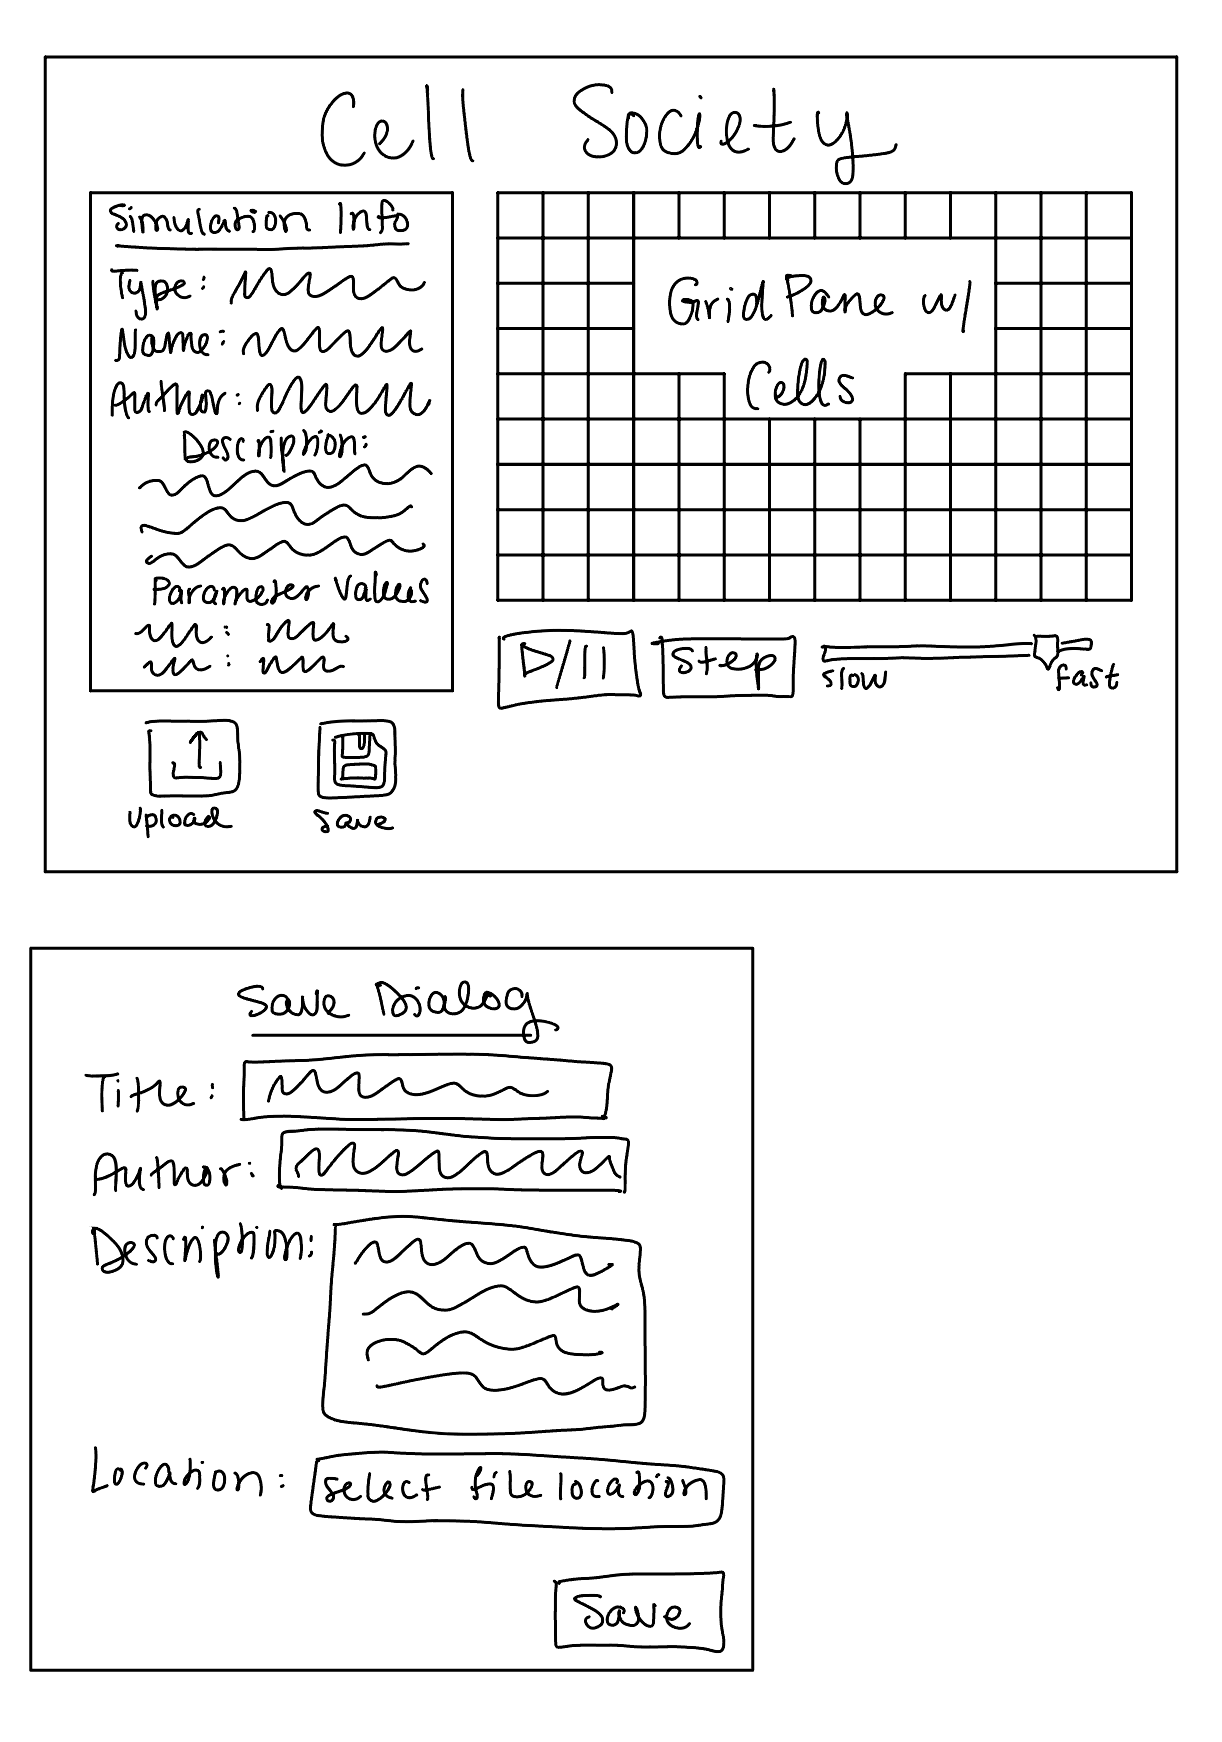 Cell Society
Simulation Info
Type:
Name:
Author:
Description:
Parameter Values
:
:
Grid Pane w/
Cells
▷/||
Step
slow
fast
Upload
Save
Save Dialog
Title:
Author:
Description:
Location: select file location
Save